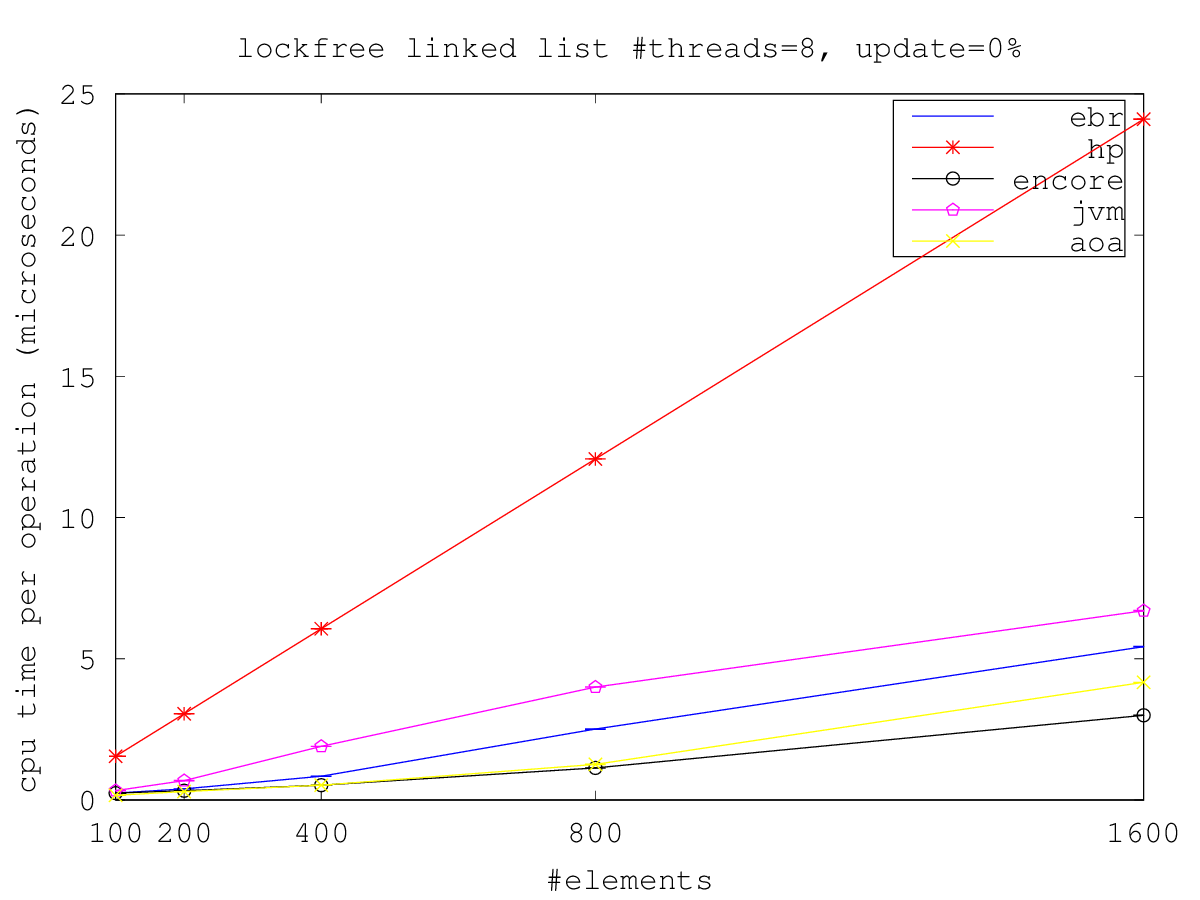 lockfree linked list #threads=8, update=0%
25
20
15
10
5
0
cpu time per operation (microseconds)
ebr
hp
encore
jvm
aoa
100 200 400 800 1600
#elements